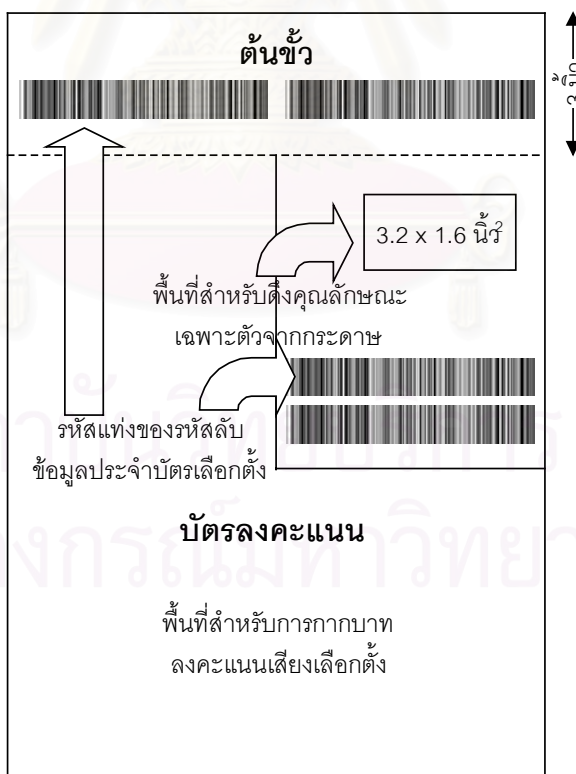 ต้นขั้ว
3.2 x 1.6 นิ้ว²
พื้นที่สำหรับดึงคุณลักษณะ
เฉพาะตัวจากกระดาษ
รหัสแท่งของรหัสลับ
ข้อมูลประจำบัตรเลือกตั้ง
บัตรลงคะแนน
พื้นที่สำหรับการกากบาท
ลงคะแนนเสียงเลือกตั้ง